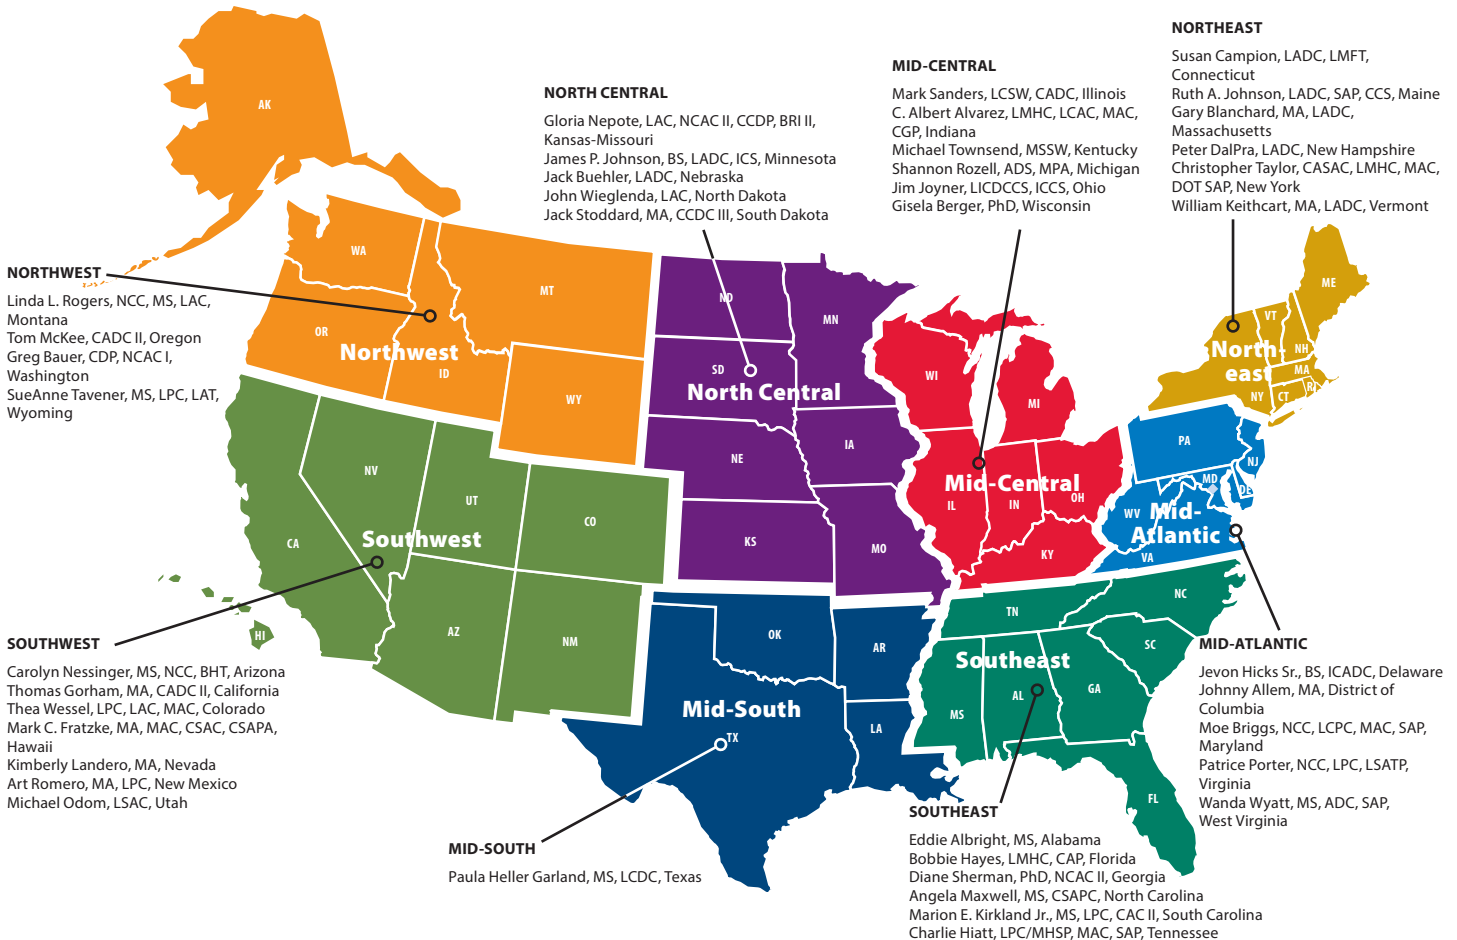 NORTHEAST
Susan Campion, LADC, LMFT,
Connecticut
Ruth A. Johnson, LADC, SAP, CCS, Maine
Gary Blanchard, MA, LADC,
Massachusetts
Peter DalPra, LADC, New Hampshire
Christopher Taylor, CASAC, LMHC, MAC,
DOT SAP, New York
William Keithcart, MA, LADC, Vermont
MID-CENTRAL
Mark Sanders, LCSW, CADC, Illinois
C. Albert Alvarez, LMHC, LCAC, MAC,
CGP, Indiana
Michael Townsend, MSSW, Kentucky
Shannon Rozell, ADS, MPA, Michigan
Jim Joyner, LICDCCS, ICCS, Ohio
Gisela Berger, PhD, Wisconsin
NORTH CENTRAL
Gloria Nepote, LAC, NCAC II, CCDP, BRI II,
Kansas-Missouri
James P. Johnson, BS, LADC, ICS, Minnesota
Jack Buehler, LADC, Nebraska
John Wieglenda, LAC, North Dakota
Jack Stoddard, MA, CCDC III, South Dakota
NORTHWEST
Linda L. Rogers, NCC, MS, LAC,
Montana
Tom McKee, CADC II, Oregon
Greg Bauer, CDP, NCAC I,
Washington
SueAnne Tavener, MS, LPC, LAT,
Wyoming
AK
WA
MT
OR
Northwest
ID
WY
ND
MN
SD
North Central
NE
IA
KS
MO
WI
MI
Mid-Central
IL
IN
OH
KY
ME
VT
NH
North-
east
MA
NY
CT
RI
PA
NJ
MD
DE
WV
Mid-
Atlantic
VA
NV
UT
CO
CA
Southwest
AZ
NM
HI
OK
AR
Mid-South
TX
LA
TN
NC
SC
Southeast
AL
GA
MS
FL
SOUTHWEST
Carolyn Nessinger, MS, NCC, BHT, Arizona
Thomas Gorham, MA, CADC II, California
Thea Wessel, LPC, LAC, MAC, Colorado
Mark C. Fratzke, MA, MAC, CSAC, CSAPA,
Hawaii
Kimberly Landero, MA, Nevada
Art Romero, MA, LPC, New Mexico
Michael Odom, LSAC, Utah
MID-SOUTH
Paula Heller Garland, MS, LCDC, Texas
SOUTHEAST
Eddie Albright, MS, Alabama
Bobbie Hayes, LMHC, CAP, Florida
Diane Sherman, PhD, NCAC II, Georgia
Angela Maxwell, MS, CSAPC, North Carolina
Marion E. Kirkland Jr., MS, LPC, CAC II, South Carolina
Charlie Hiatt, LPC/MHSP, MAC, SAP, Tennessee
MID-ATLANTIC
Jevon Hicks Sr., BS, ICADC, Delaware
Johnny Allem, MA, District of
Columbia
Moe Briggs, NCC, LCPC, MAC, SAP,
Maryland
Patrice Porter, NCC, LPC, LSATP,
Virginia
Wanda Wyatt, MS, ADC, SAP,
West Virginia